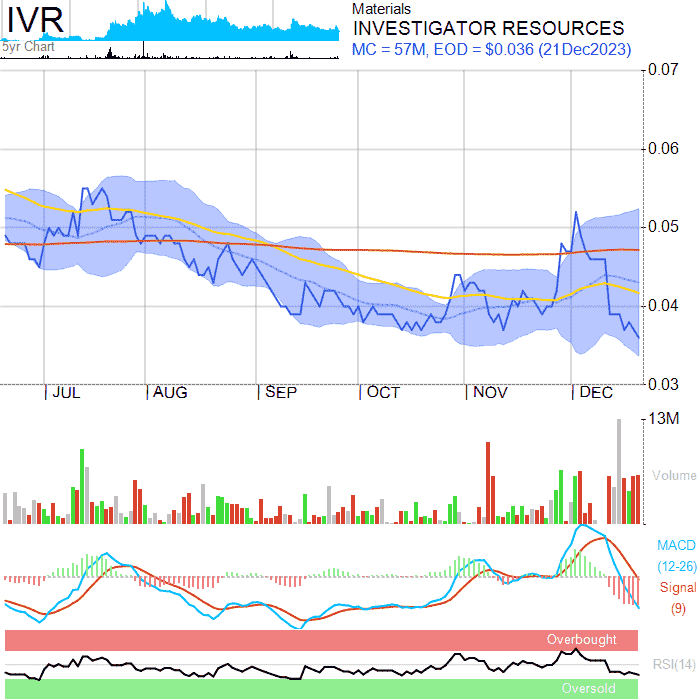 IVR
5yr Chart
Materials
INVESTIGATOR RESOURCES
MC = 57M, EOD = $0.036 (21Dec2023)
0.07
0.06
0.05
0.04
0.03
JUL AUG SEP OCT NOV DEC
13M
Volume
MACD
(12-26)
Signal
(9)
Overbought
RSI(14)
Oversold